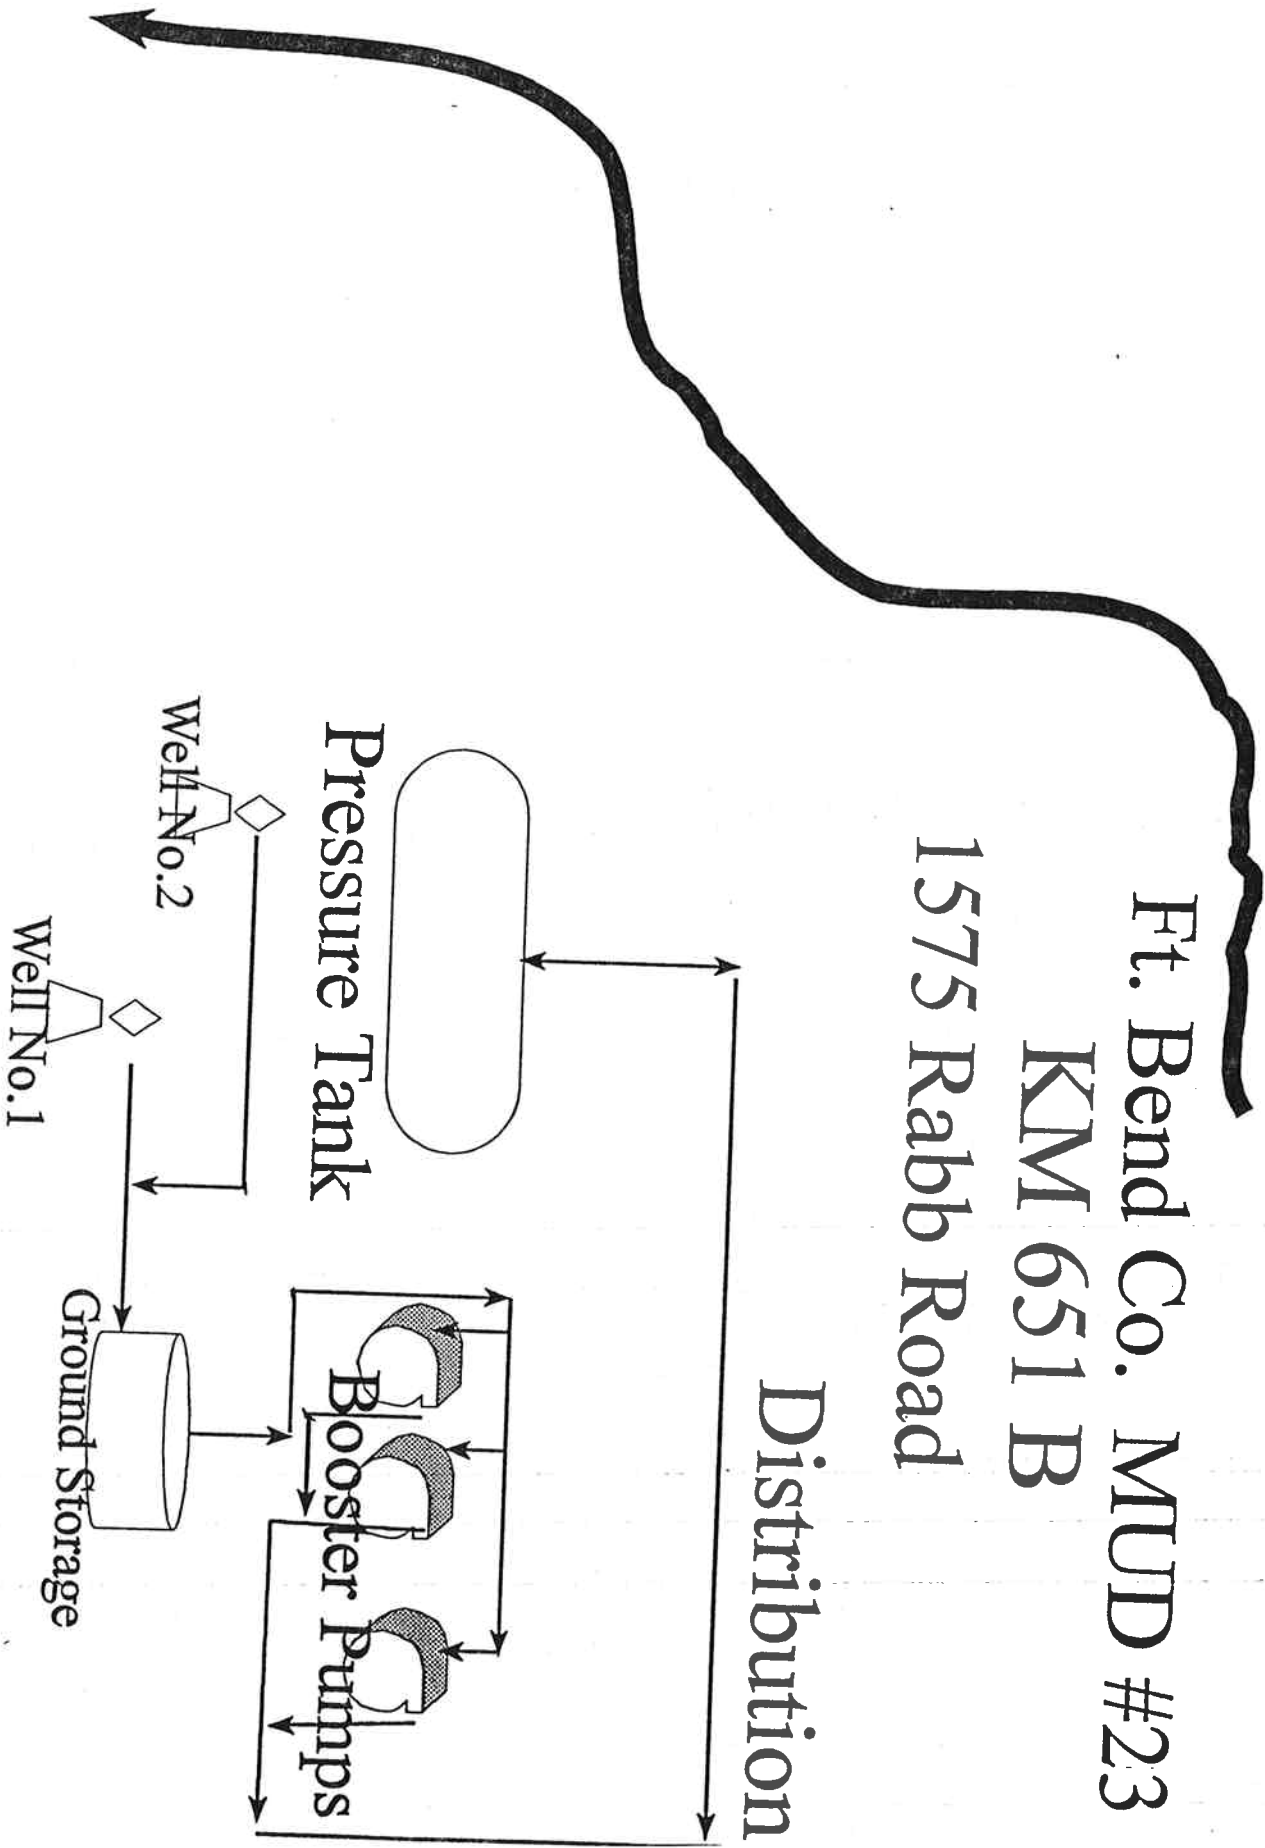 Ft. Bend Co. MUD #23
KM 651 B
1575 Rabb Road
Distribution
Pressure Tank
Booster Pumps
Well No.2
Ground Storage
Well No.1